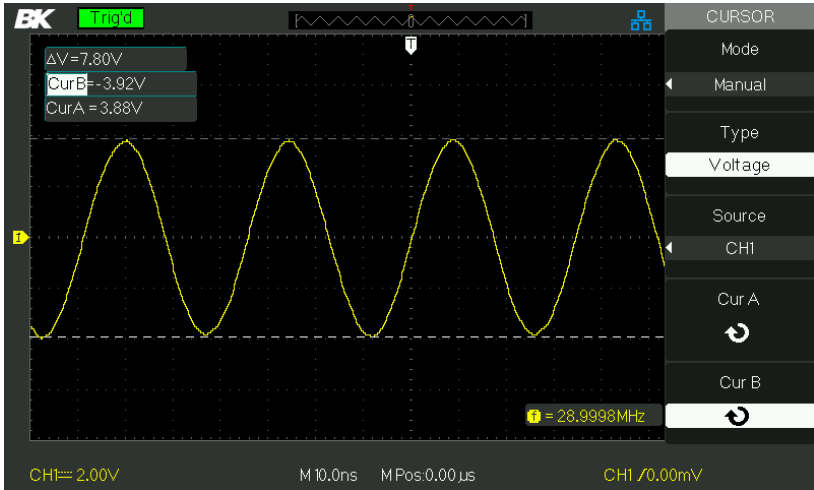 BK Trig'd CURSOR
T
Mode
Manual
ΔV=7.80V
CurB=-3.92V
CurA = 3.88V
Type
Voltage
Source
CH1
Cur A
Cur B
f = 28.9998MHz
CH1 2.00V M 10.0ns M Pos:0.00µs CH1 /0.00mV